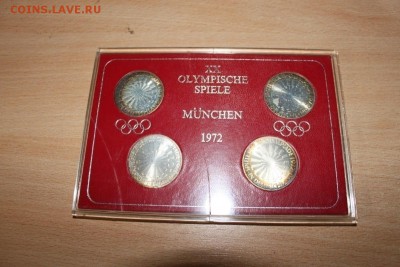 COINS.LAVE.RU
XX
OLYMPISCHE
SPIELE
MÜNCHEN
1972